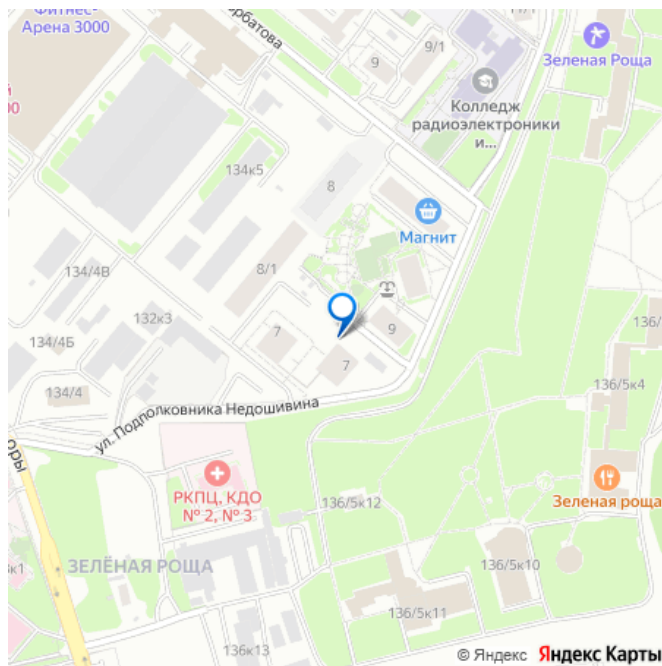 Фитнес-
Арена 3000
рбатова
9/1
9
Зеленая Роща
Колледж
радиоэлектроники
и...
134к5
8
Магнит
8/1
134/4В
132к3
134/4Б
134/4
7
9
7
136/
136/5к4
ул. Подполковника Недошивина
оры
РКПЦ, КДО
№ 2, № 3
136/5к12
Зеленая роща
ЗЕЛЁНАЯ РОЩА
к1
136/5к10
136/5к11
136к13
© Яндекс Яндекс Карты